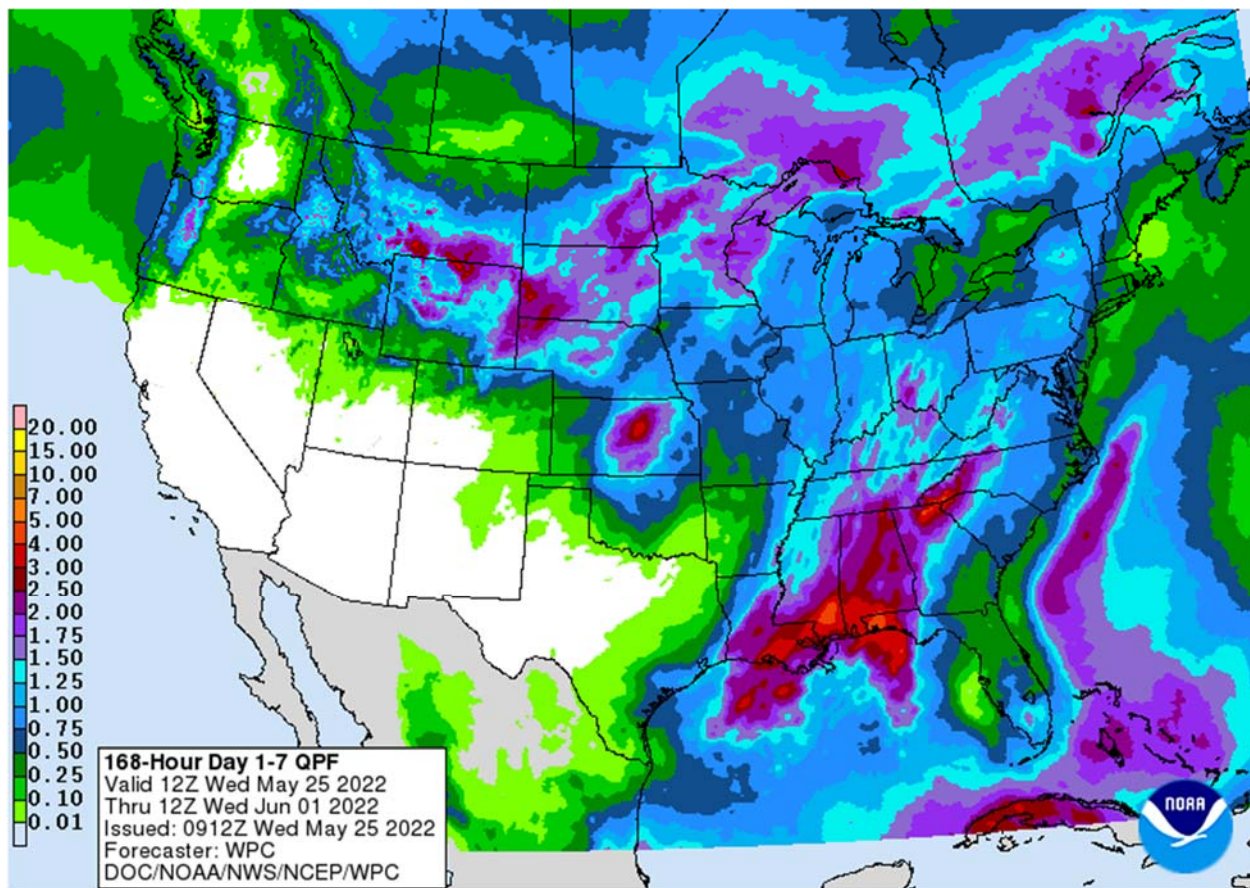 20.00
15.00
10.00
7.00
5.00
4.00
3.00
2.50
2.00
1.75
1.50
1.25
1.00
0.75
0.50
0.25
0.10
0.01
168-Hour Day 1-7 QPF
Valid 12Z Wed May 25 2022
Thru 12Z Wed Jun 01 2022
Issued: 0912Z Wed May 25 2022
Forecaster: WPC
DOC/NOAA/NWS/NCEP/WPC
NOAA